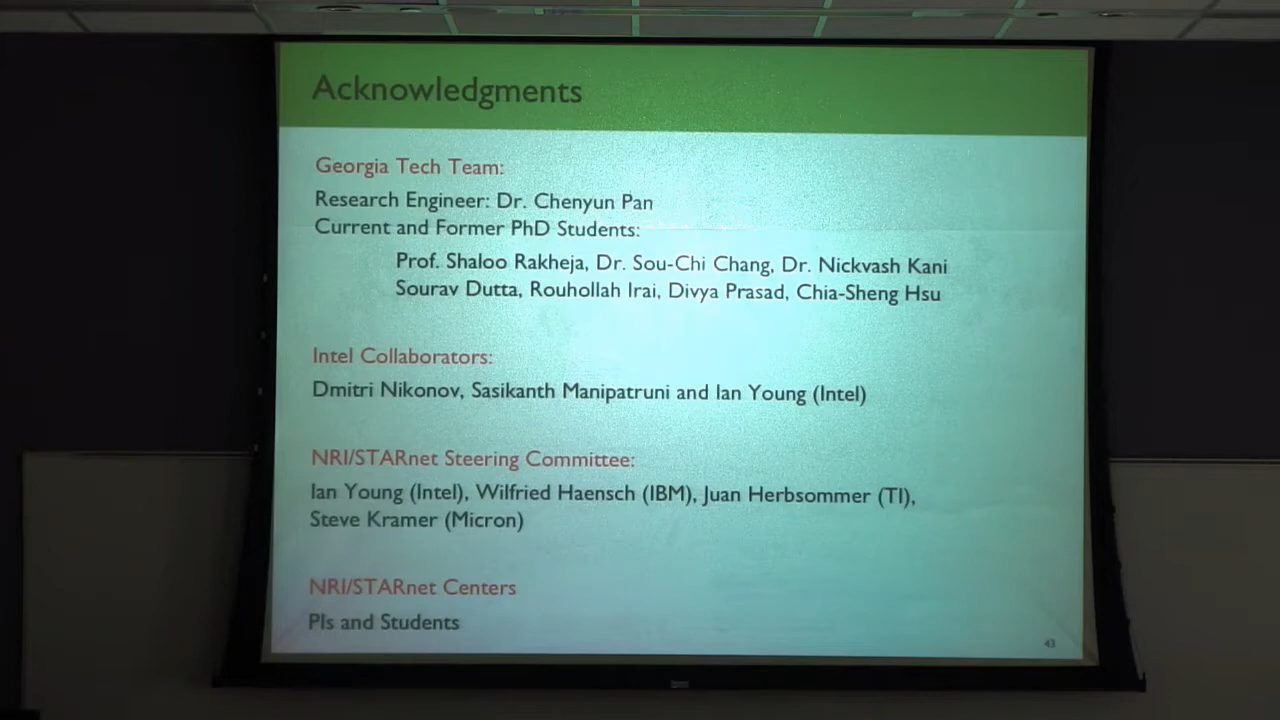 Acknowledgments
Georgia Tech Team:
Research Engineer: Dr. Chenyun Pan
Current and Former PhD Students:
Prof. Shaloo Rakheja, Dr. Sou-Chi Chang, Dr. Nickvash Kani
Sourav Dutta, Rouhollah Irai, Divya Prasad, Chia-Sheng Hsu
Intel Collaborators:
Dmitri Nikonov, Sasikanth Manipatruni and Ian Young (Intel)
NRI/STARnet Steering Committee:
Ian Young (Intel), Wilfried Haensch (IBM), Juan Herbsommer (TI),
Steve Kramer (Micron)
NRI/STARnet Centers
PIs and Students
43